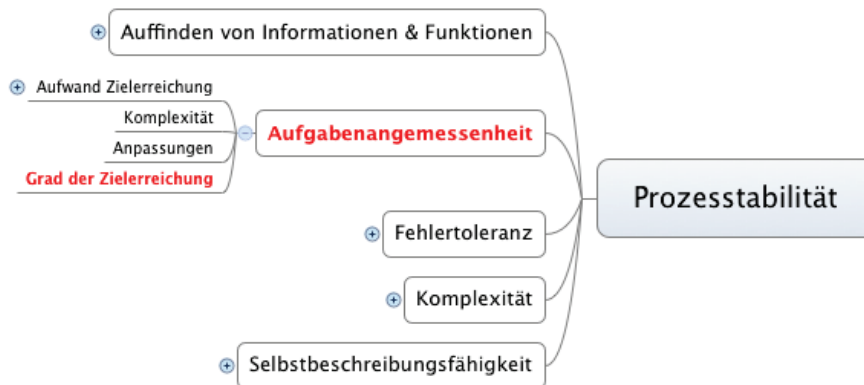 Auffinden von Informationen & Funktionen
Aufwand Zielerreichung
Komplexität
Anpassungen
Grad der Zielerreichung
Aufgabenangemessenheit
Prozesstabilität
Fehlertoleranz
Komplexität
Selbstbeschreibungsfähigkeit